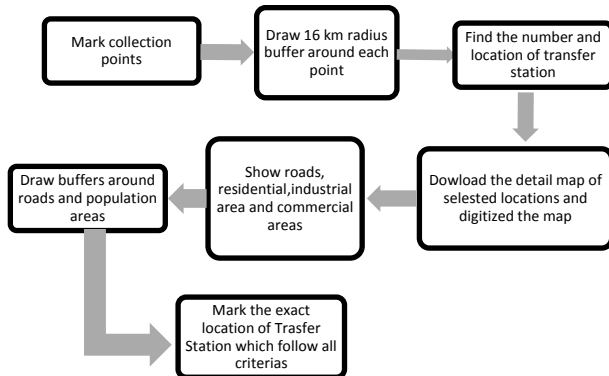 Mark collection
points
Draw 16 km radius
buffer around each
point
Find the number and
location of transfer
station
Dowload the detail map of
selested locations and
digitized the map
Show roads,
residential,industrial
area and commercial
areas
Draw buffers around
roads and population
areas
Mark the exact
location of Trasfer
Station which follow all
criterias